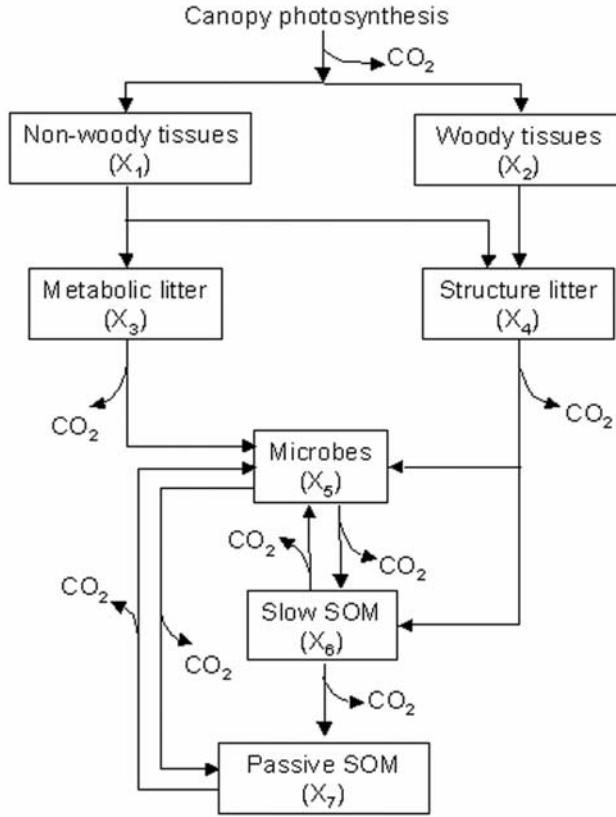 Canopy photosynthesis
CO₂
Non-woody tissues
(X₁)
Woody tissues
(X₂)
Metabolic litter
(X₃)
Structure litter
(X₄)
CO₂
CO₂
Microbes
(X₅)
CO₂
CO₂
CO₂
Slow SOM
(X₆)
CO₂
CO₂
Passive SOM
(X₇)